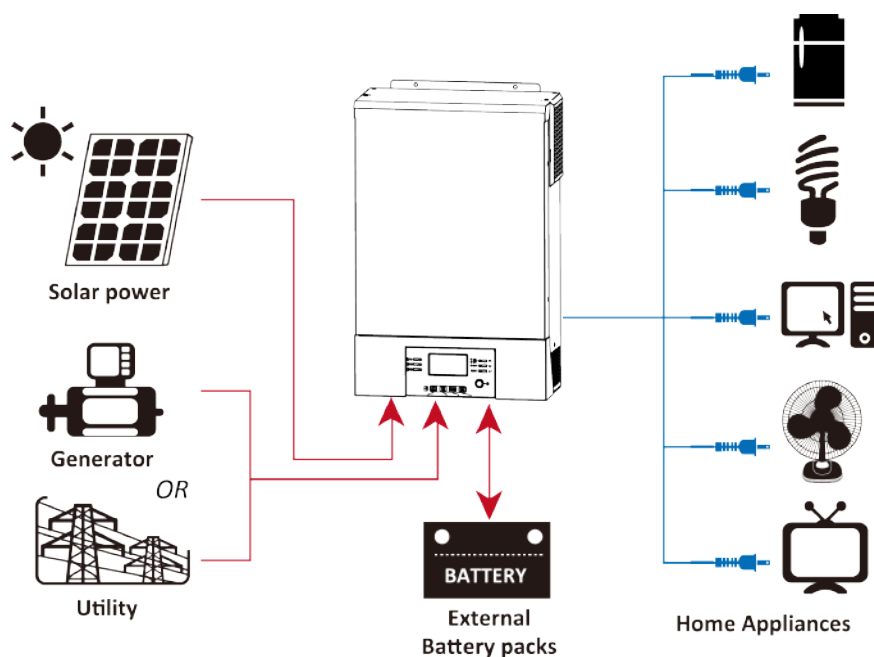 Solar power
Generator
OR
Utility
BATTERY
External
Battery packs
Home Appliances